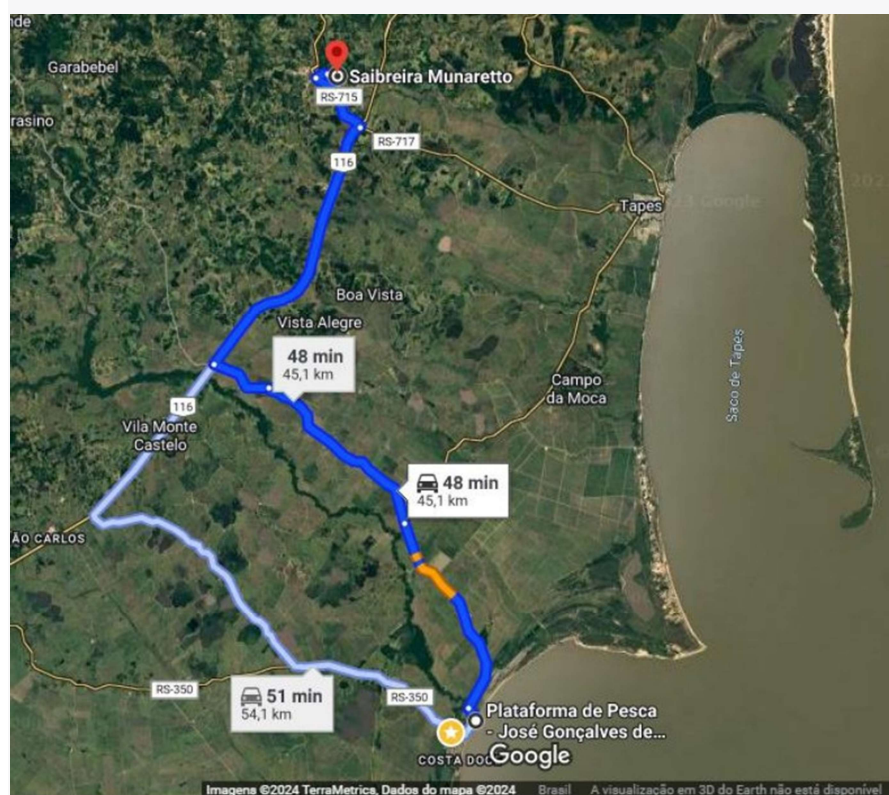 nde
Garabebel
Saibreira Munaretto
RS-715
rasino
RS-717
116
Tapes
Boa Vista
Vista Alegre
48 min
45,1 km
Saco de Tapes
Campo
da Moca
116
Vila Monte
Castelo
48 min
45,1 km
ÃO CARLOS
RS-350
51 min
54,1 km
RS-350
Plataforma de Pesca
- José Gonçalves de...
COSTA DOC
Google
Imagens ©2024 TerraMetrics, Dados do mapa ©2024 Brasil A visualização em 3D do Earth não está disponível